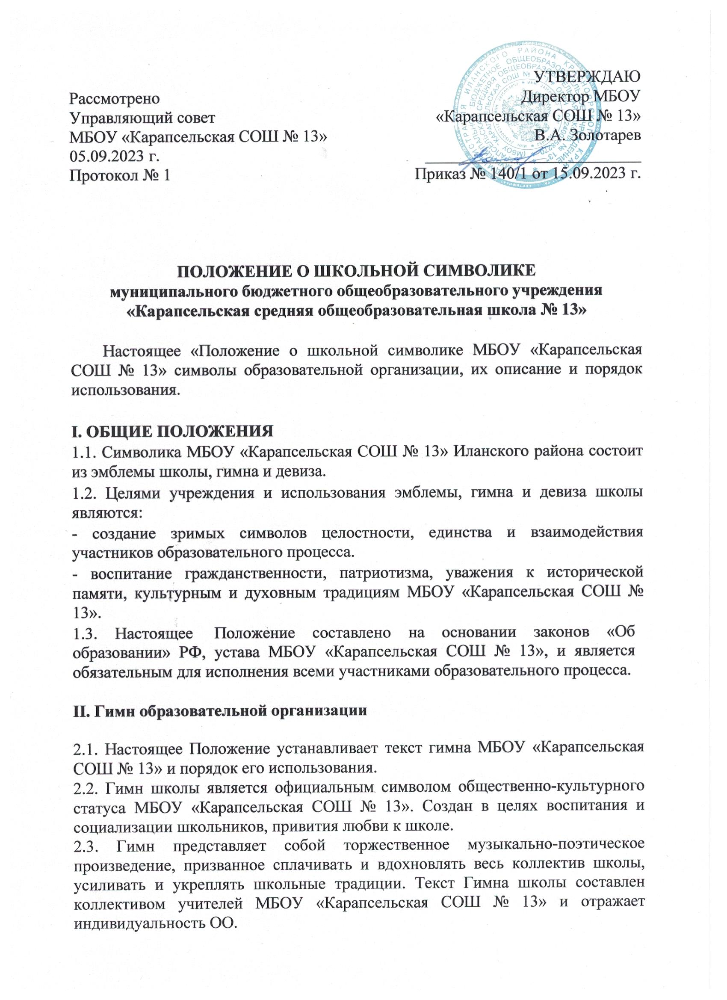 Рассмотрено
Управляющий совет
МБОУ «Карапсельская СОШ № 13»
05.09.2023 г.
Протокол № 1
УТВЕРЖДАЮ
Директор МБОУ
«Карапсельская СОШ № 13»
В.А. Золотарев
Приказ № 140/1 от 15.09.2023 г.
ПОЛОЖЕНИЕ О ШКОЛЬНОЙ СИМВОЛИКЕ
муниципального бюджетного общеобразовательного учреждения
«Карапсельская средняя общеобразовательная школа № 13»
Настоящее «Положение о школьной символике МБОУ «Карапсельская
СОШ № 13» символы образовательной организации, их описание и порядок
использования.
I. ОБЩИЕ ПОЛОЖЕНИЯ
1.1. Символика МБОУ «Карапсельская СОШ № 13» Иланского района состоит
из эмблемы школы, гимна и девиза.
1.2. Целями учреждения и использования эмблемы, гимна и девиза школы
являются:
- создание зримых символов целостности, единства и взаимодействия
участников образовательного процесса.
- воспитание гражданственности, патриотизма, уважения к исторической
памяти, культурным и духовным традициям МБОУ «Карапсельская СОШ №
13».
1.3. Настоящее Положение составлено на основании законов «Об
образовании» РФ, устава МБОУ «Карапсельская СОШ № 13», и является
обязательным для исполнения всеми участниками образовательного процесса.
II. Гимн образовательной организации
2.1. Настоящее Положение устанавливает текст гимна МБОУ «Карапсельская
СОШ № 13» и порядок его использования.
2.2. Гимн школы является официальным символом общественно-культурного
статуса МБОУ «Карапсельская СОШ № 13». Создан в целях воспитания и
социализации школьников, привития любви к школе.
2.3. Гимн представляет собой торжественное музыкально-поэтическое
произведение, призванное сплачивать и вдохновлять весь коллектив школы,
усиливать и укреплять школьные традиции. Текст Гимна школы составлен
коллективом учителей МБОУ «Карапсельская СОШ № 13» и отражает
индивидуальность ОО.